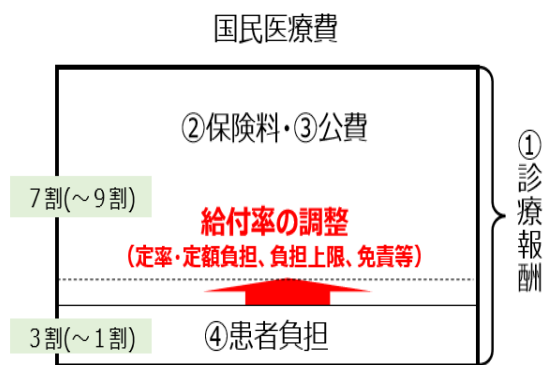 国民医療費
②保険料・③公費
7割(～9割)
給付率の調整
（定率・定額負担、負担上限、免責等）
3割(～1割)
④患者負担
①診療報酬